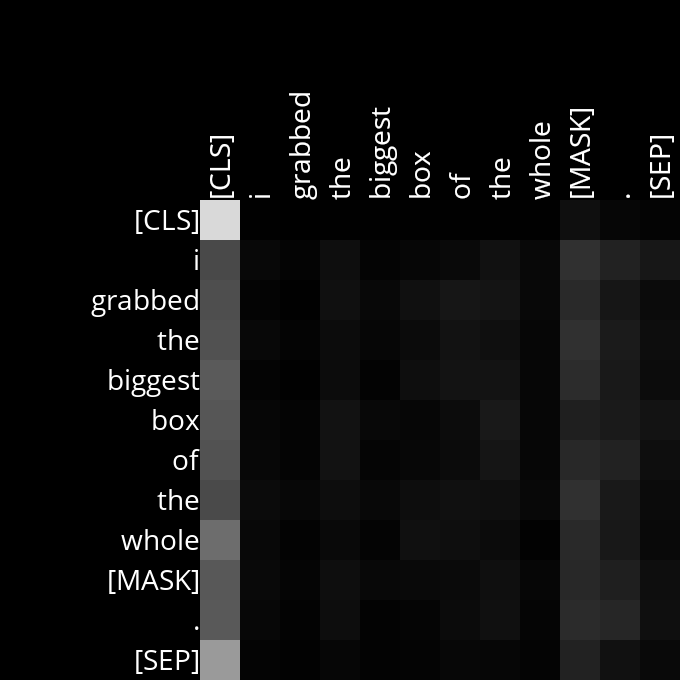 [CLS] i grabbed the biggest box of the whole [MASK] . [SEP]
[CLS]
i
grabbed
the
biggest
box
of
the
whole
[MASK]
.
[SEP]